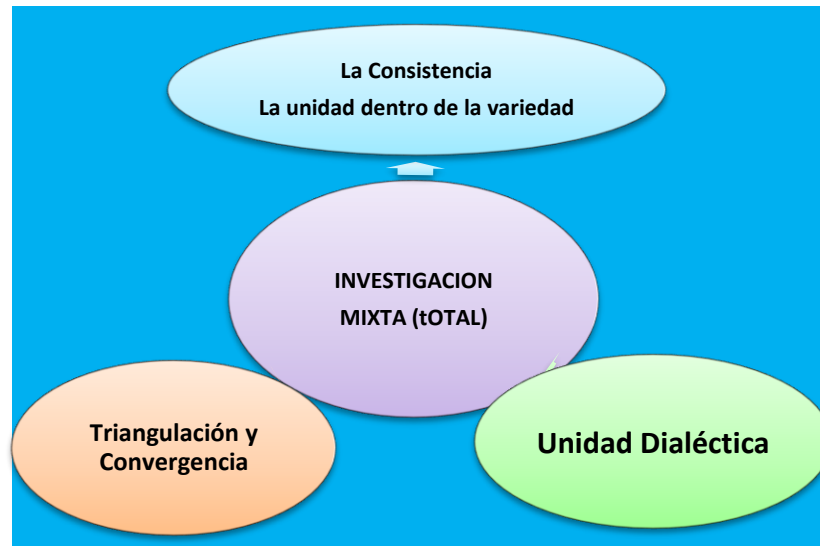 La Consistencia
La unidad dentro de la variedad
INVESTIGACION
MIXTA (tOTAL)
Triangulación y
Convergencia
Unidad Dialéctica